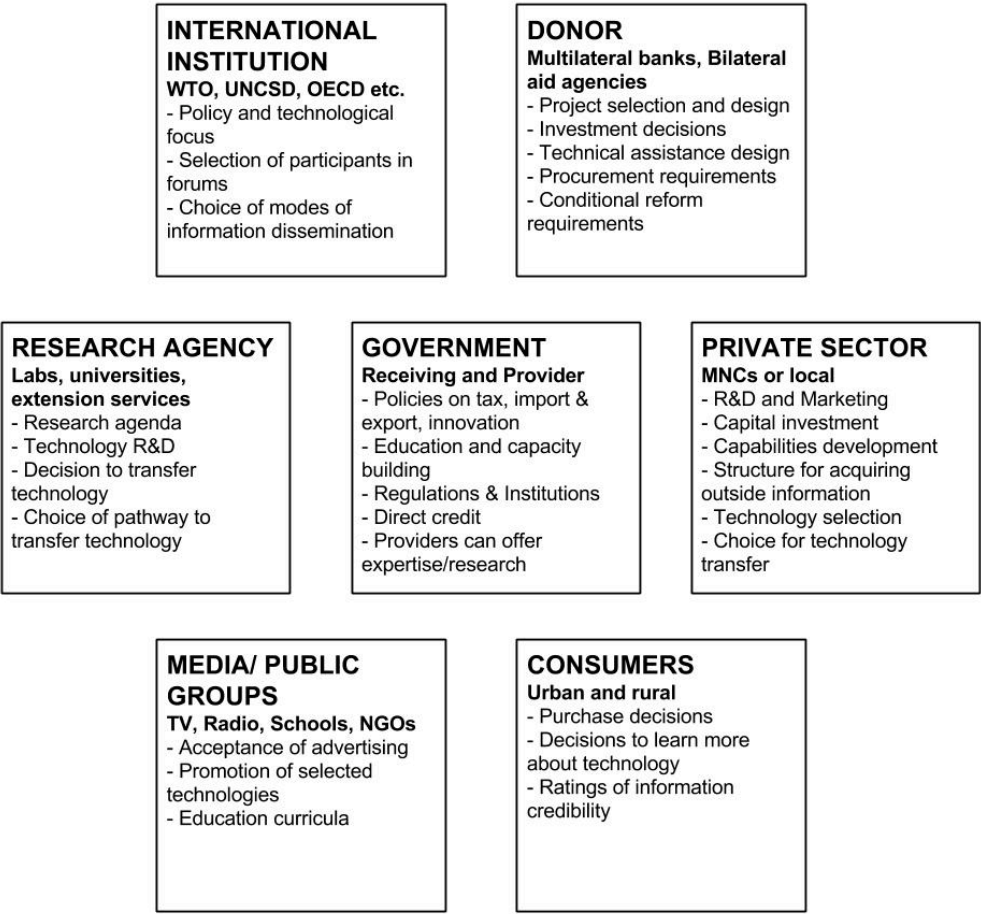 INTERNATIONAL
INSTITUTION
WTO, UNCSD, OECD etc.
- Policy and technological
focus
- Selection of participants in
forums
- Choice of modes of
information dissemination
DONOR
Multilateral banks, Bilateral
aid agencies
- Project selection and design
- Investment decisions
- Technical assistance design
- Procurement requirements
- Conditional reform
requirements
RESEARCH AGENCY
Labs, universities,
extension services
- Research agenda
- Technology R&D
- Decision to transfer
technology
- Choice of pathway to
transfer technology
GOVERNMENT
Receiving and Provider
- Policies on tax, import &
export, innovation
- Education and capacity
building
- Regulations & Institutions
- Direct credit
- Providers can offer
expertise/research
PRIVATE SECTOR
MNCs or local
- R&D and Marketing
- Capital investment
- Capabilities development
- Structure for acquiring
outside information
- Technology selection
- Choice for technology
transfer
MEDIA/ PUBLIC
GROUPS
TV, Radio, Schools, NGOs
- Acceptance of advertising
- Promotion of selected
technologies
- Education curricula
CONSUMERS
Urban and rural
- Purchase decisions
- Decisions to learn more
about technology
- Ratings of information
credibility